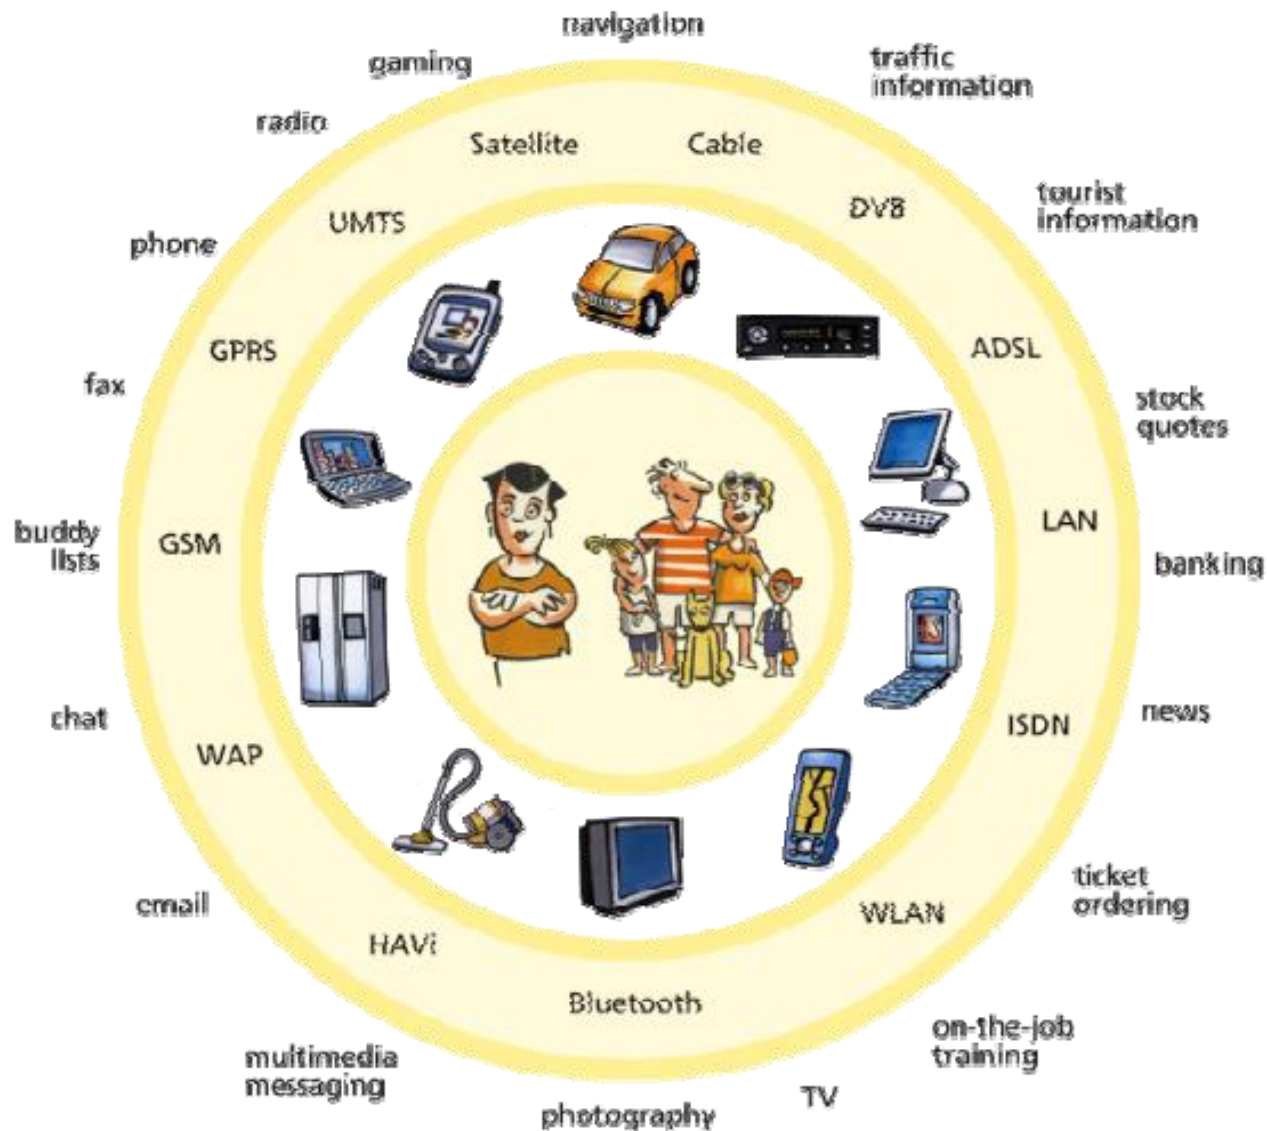 navigation
gaming
traffic
information
radio
Satellite
Cable
UMTS
DVB
tourist
information
phone
GPRS
ADSL
fax
stock
quotes
buddy
lists
GSM
LAN
banking
chat
WAP
ISDN
news
email
HAVi
WLAN
ticket
ordering
Bluetooth
multimedia
messaging
on-the-job
training
TV
photography